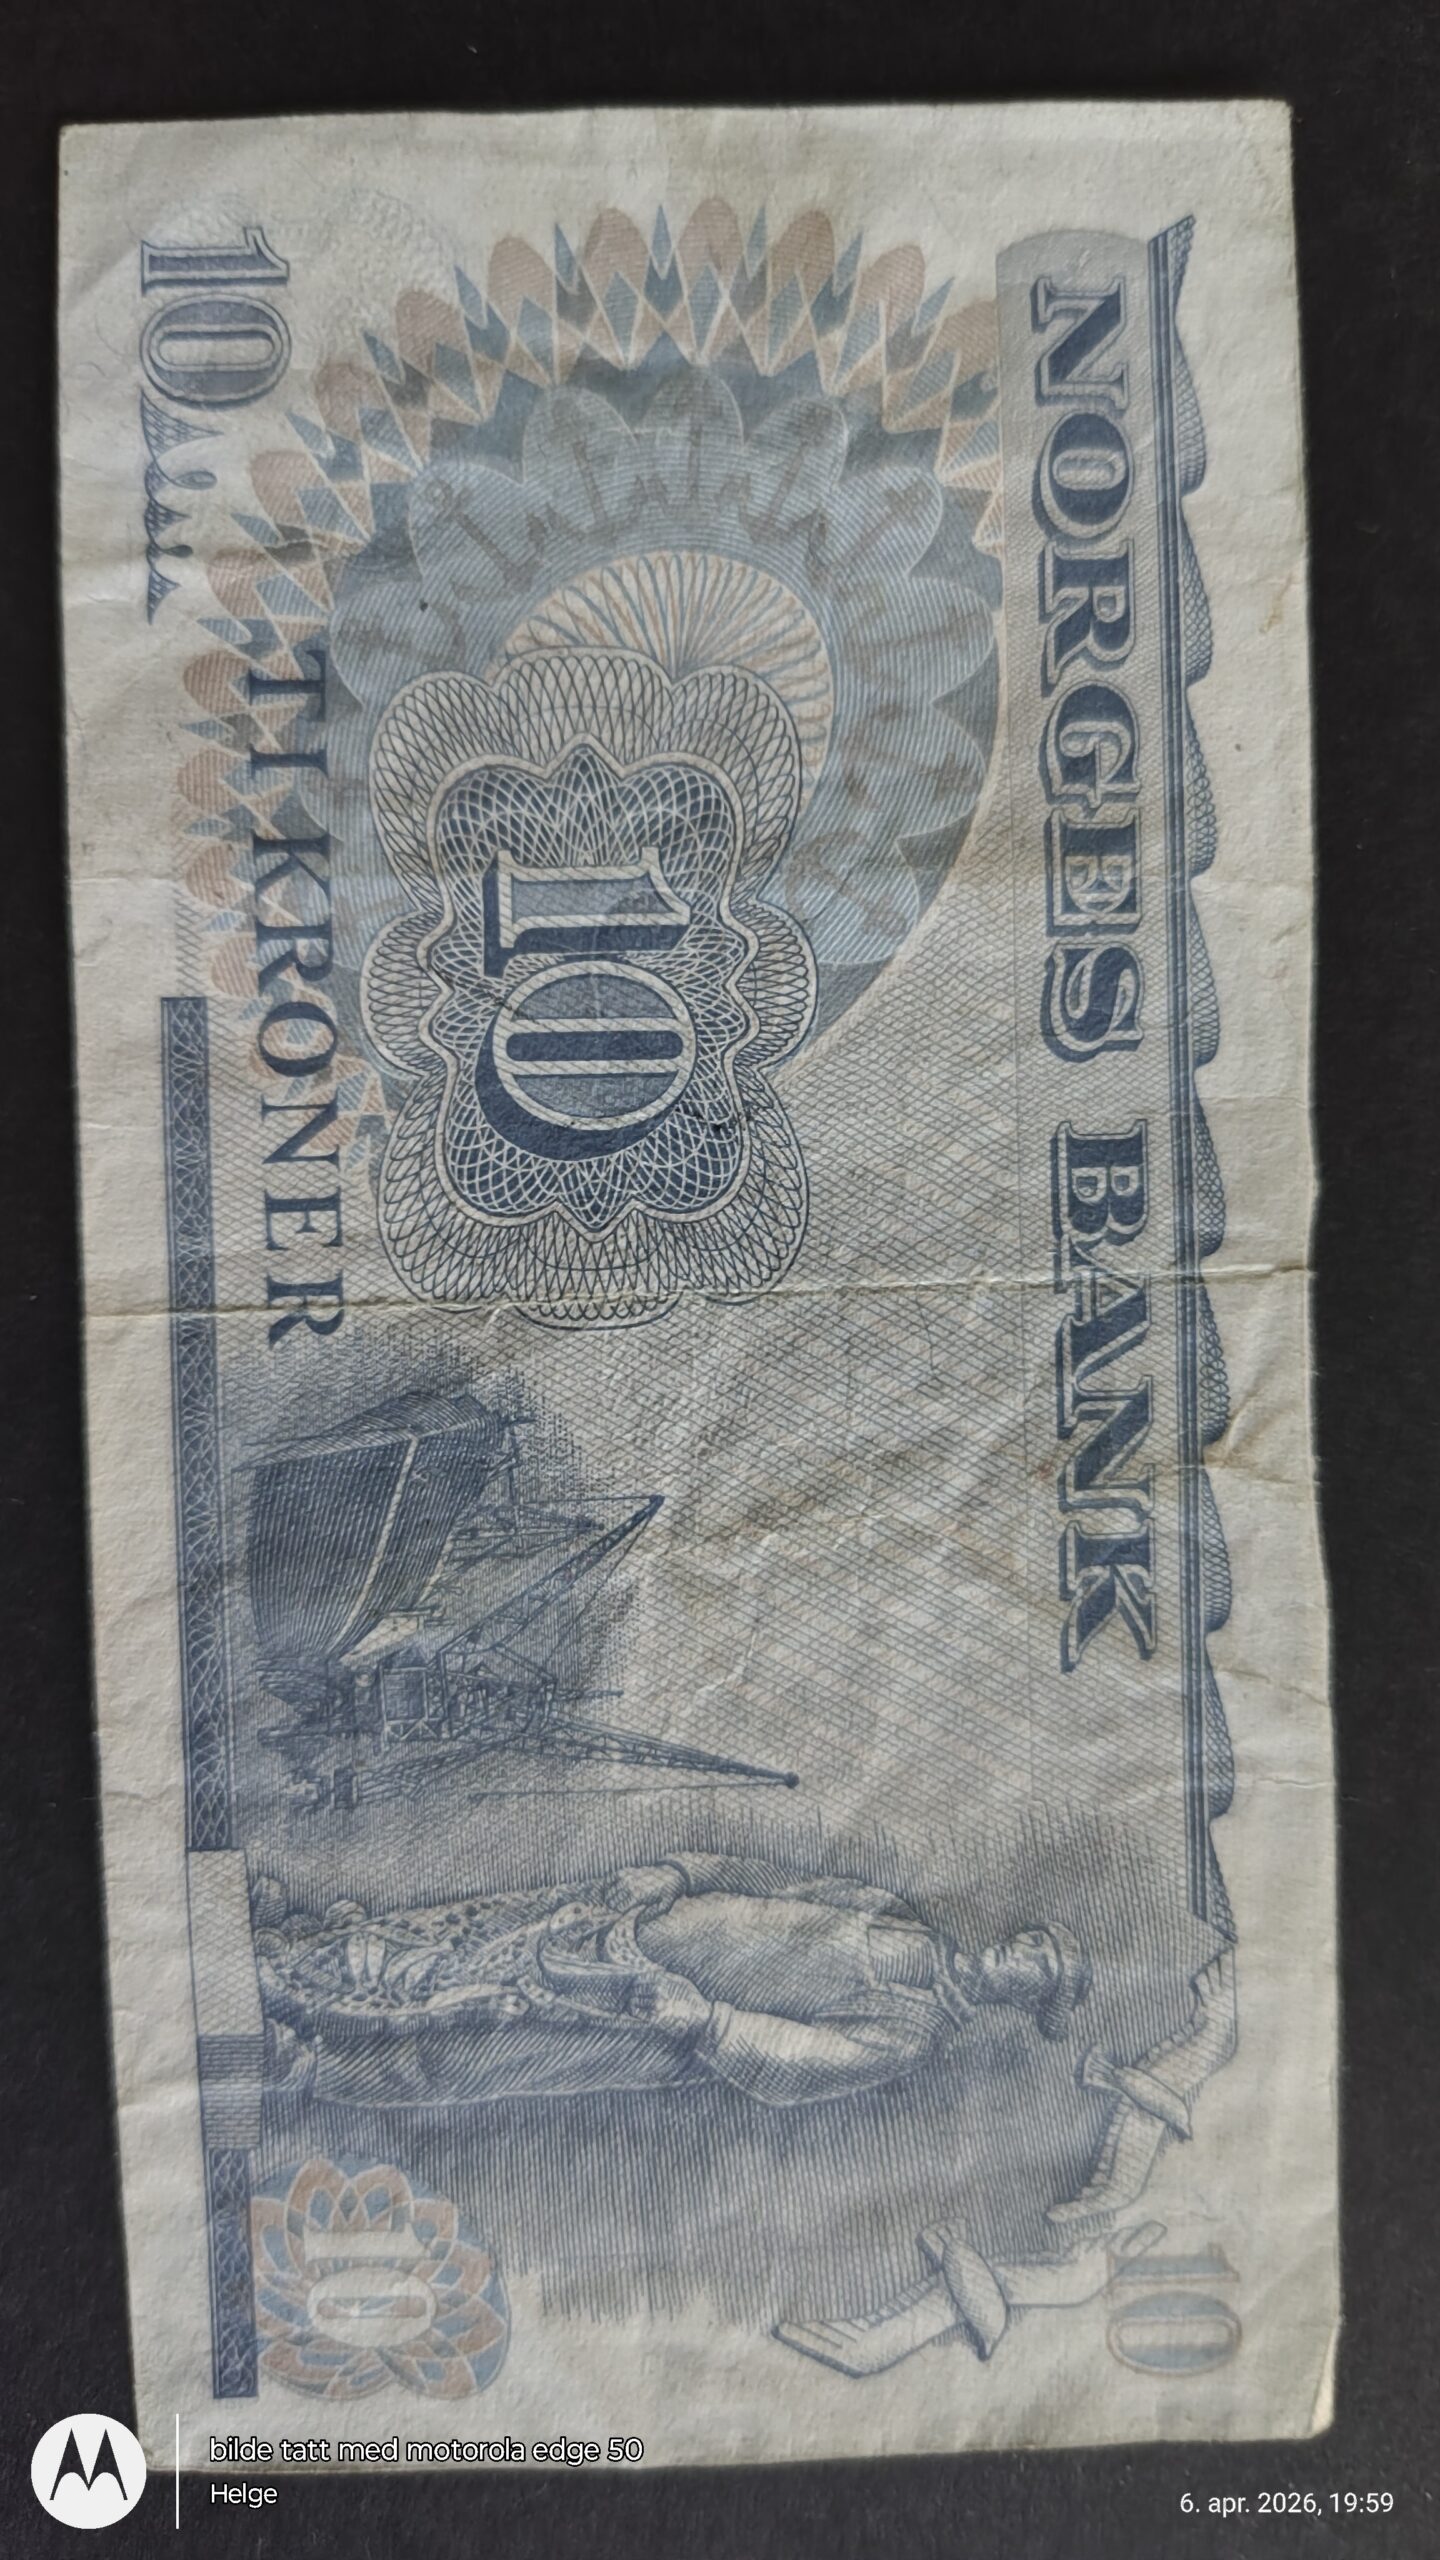 NORGES BANK
10
10
TI KRONER
10
10
bilde tatt med motorola edge 50
Helge
6. apr. 2026, 19:59